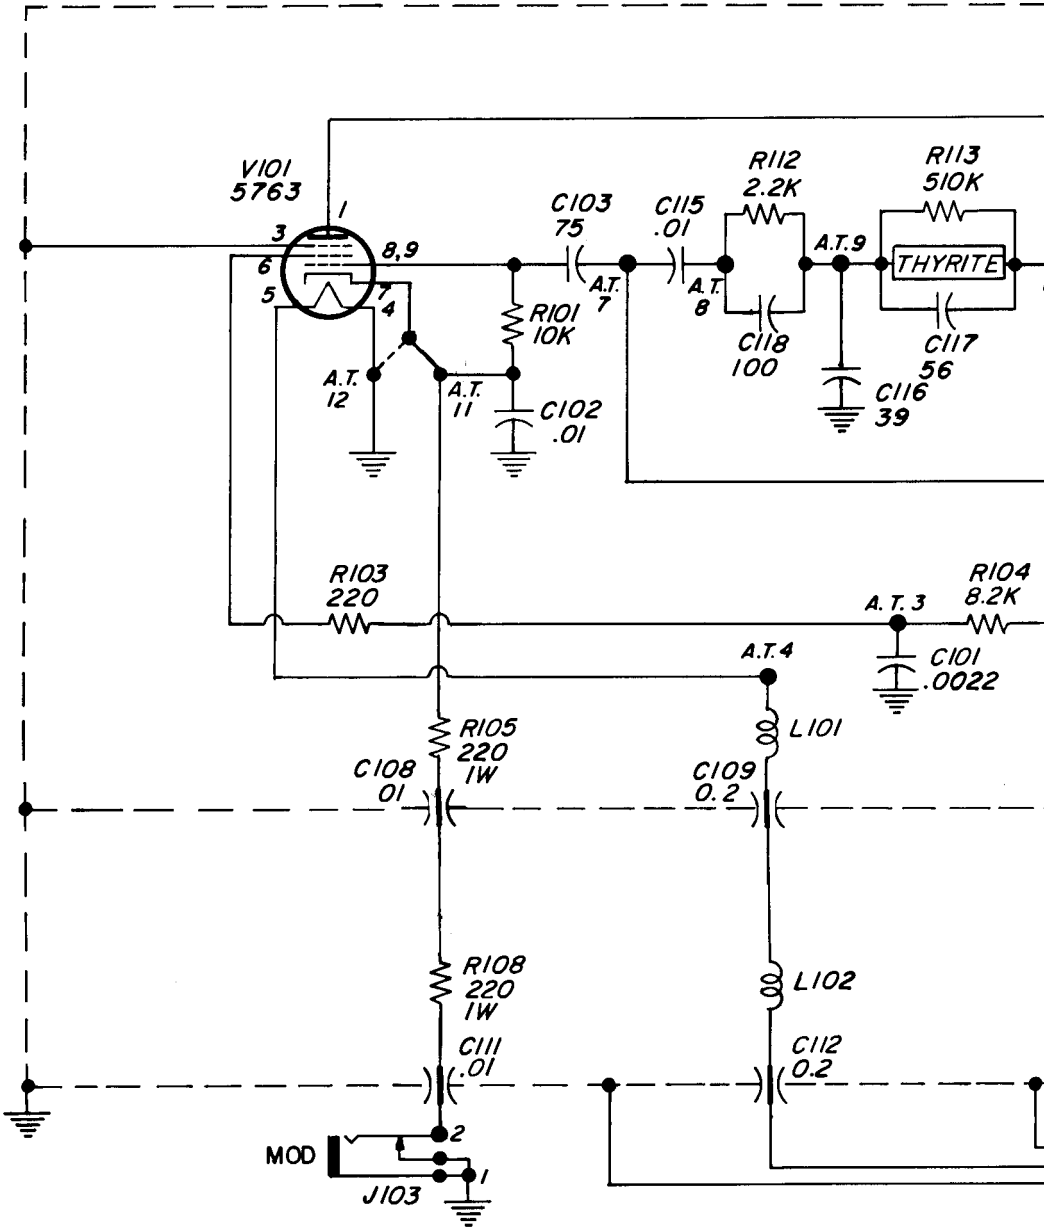 V101
5763
1
3
6
5
8,9
7
4
C103
75
C115
.01
R112
2.2K
R113
510K
A.T.9
THYRITE
A.T.
7
A.T.
8
R101
10K
C118
100
C117
56
C116
39
A.T.
12
A.T.
11
C102
.01
R103
220
A.T.3
R104
8.2K
C101
.0022
A.T.4
L101
R105
220
1W
C108
01
C109
0.2
R108
220
1W
L102
C111
.01
C112
0.2
MOD
2
1
J103